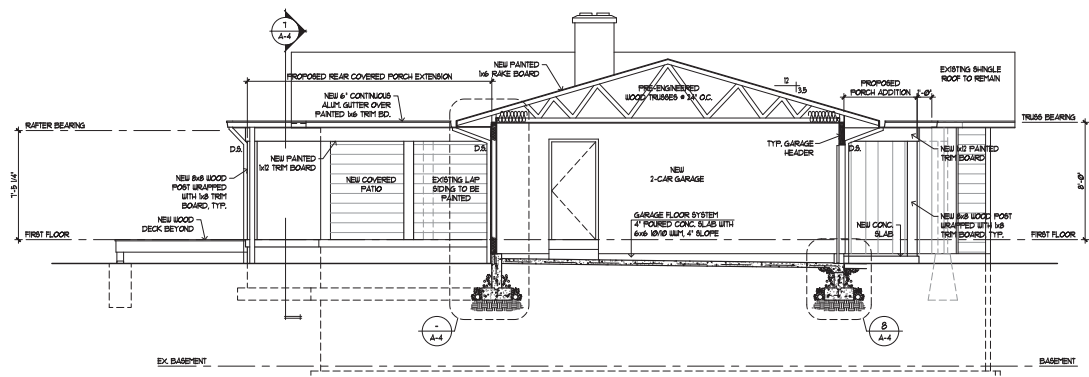 1
A-4
NEW PAINTED
1x6 RAKE BOARD
PROPOSED REAR COVERED PORCH EXTENSION
PRE-ENGINEERED
WOOD TRUSSES @ 24" O.C.
12
3.5
PROPOSED
PORCH ADDITION
1'-0"
EXISTING SHINGLE
ROOF TO REMAIN
NEW 6" CONTINUOUS
ALUM. GUTTER OVER
PAINTED 1x6 TRIM BD.
RAFTER BEARING
TRUSS BEARING
D.S.
D.S.
D.S.
TYP. GARAGE
HEADER
NEW 1x12 PAINTED
TRIM BOARD
NEW PAINTED
1x12 TRIM BOARD
7'-5 1/4"
8'-0"
NEW 8x8 WOOD
POST WRAPPED
WITH 1x8 TRIM
BOARD, TYP.
NEW COVERED
PATIO
EXISTING LAP
SIDING TO BE
PAINTED
NEW
2-CAR GARAGE
GARAGE FLOOR SYSTEM
4" POURED CONC. SLAB WITH
6x6 10/10 WWM, 4" SLOPE
NEW 8x8 WOOD POST
WRAPPED WITH 1x8
TRIM BOARD, TYP.
NEW WOOD
DECK BEYOND
NEW CONC.
SLAB
FIRST FLOOR
FIRST FLOOR
-
A-4
8
A-4
EX. BASEMENT
BASEMENT